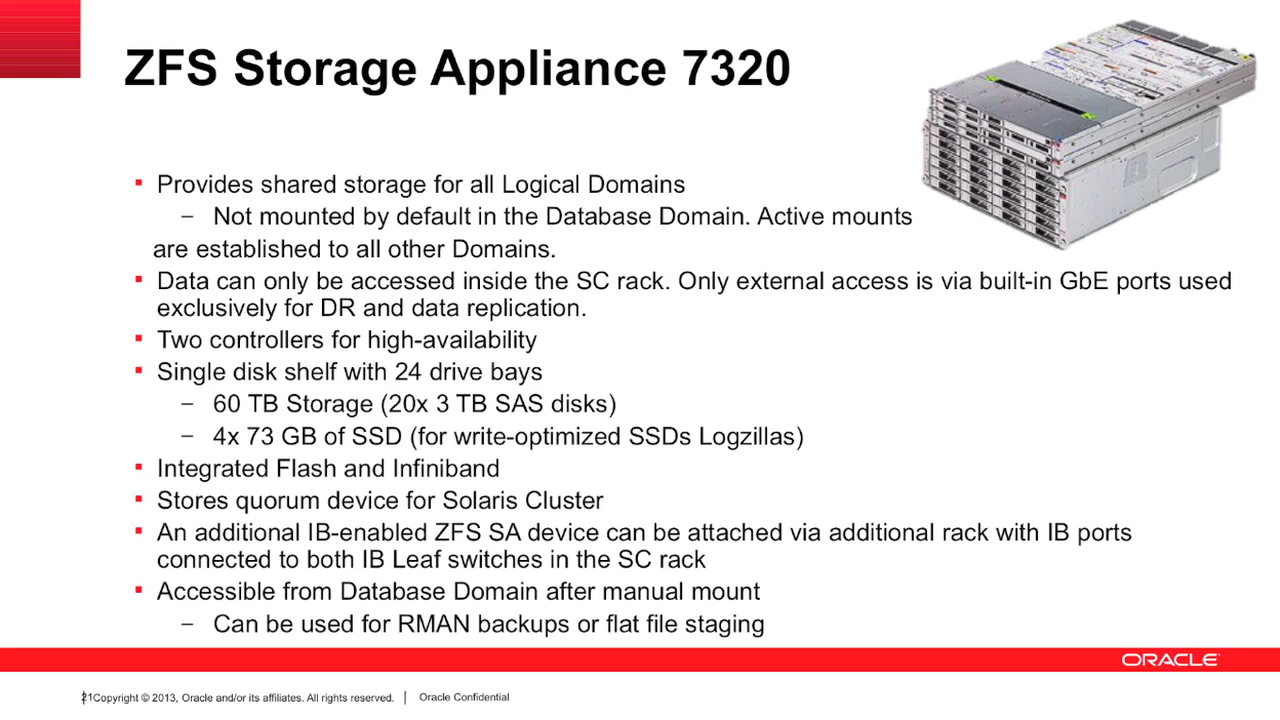 ZFS Storage Appliance 7320
▪ Provides shared storage for all Logical Domains
– Not mounted by default in the Database Domain. Active mounts
are established to all other Domains.
▪ Data can only be accessed inside the SC rack. Only external access is via built-in GbE ports used
exclusively for DR and data replication.
▪ Two controllers for high-availability
▪ Single disk shelf with 24 drive bays
– 60 TB Storage (20x 3 TB SAS disks)
– 4x 73 GB of SSD (for write-optimized SSDs Logzillas)
▪ Integrated Flash and Infiniband
▪ Stores quorum device for Solaris Cluster
▪ An additional IB-enabled ZFS SA device can be attached via additional rack with IB ports
connected to both IB Leaf switches in the SC rack
▪ Accessible from Database Domain after manual mount
– Can be used for RMAN backups or flat file staging
ORACLE
21 Copyright © 2013, Oracle and/or its affiliates. All rights reserved. | Oracle Confidential